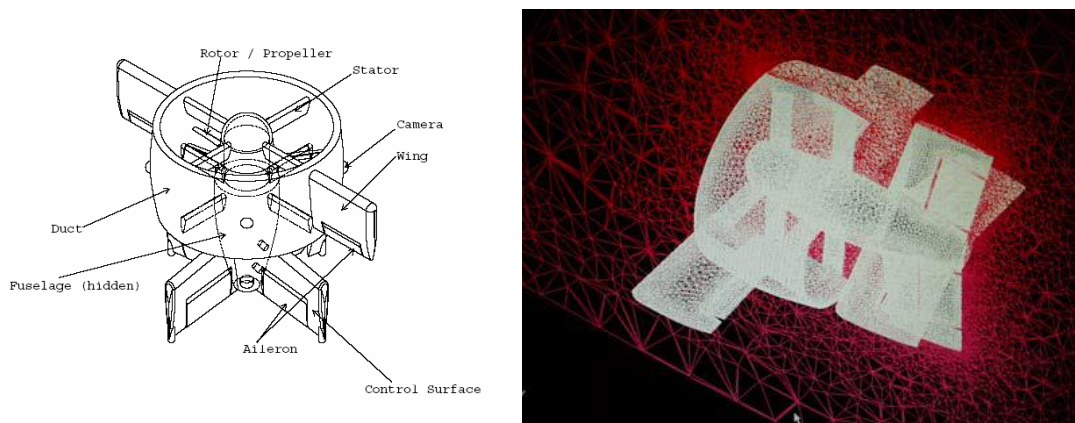 Rotor / Propeller
Stator
Camera
Wing
Duct
Fuselage (hidden)
Aileron
Control Surface